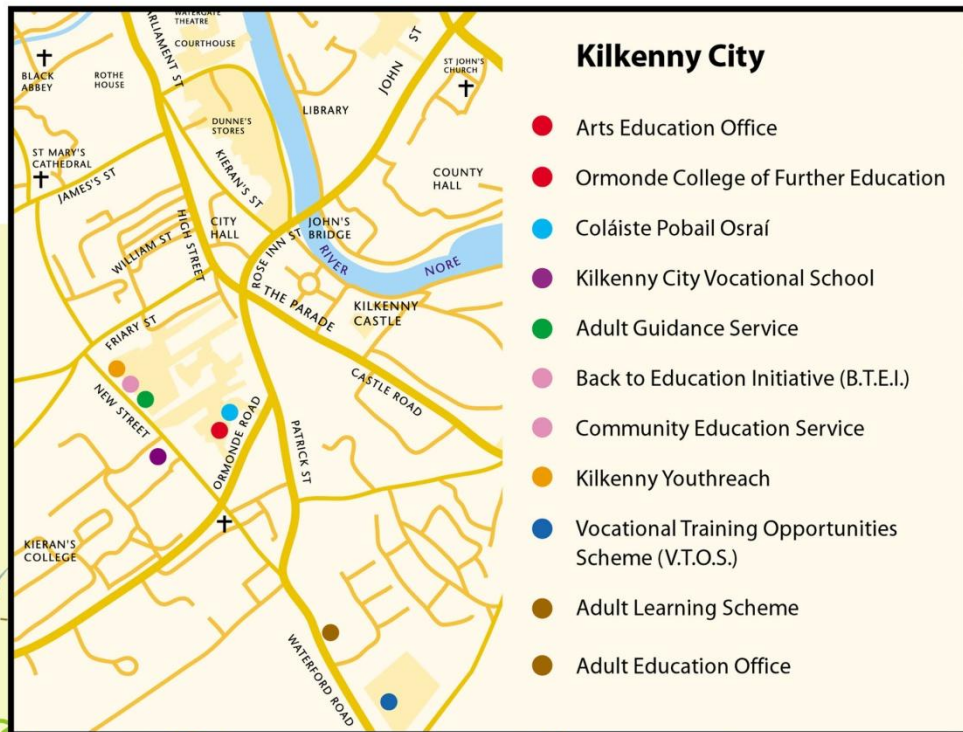 WATERGATE
THEATRE
COURTHOUSE
PARLIAMENT ST
BLACK
ABBEY
ROTHE
HOUSE
JOHN ST
ST JOHN'S
CHURCH
LIBRARY
DUNNE'S
STORES
KIERAN'S ST
ST MARY'S
CATHEDRAL
JAMES'S ST
COUNTY
HALL
HIGH STREET
CITY
HALL
WILLIAM ST
ROSE INN ST
JOHN'S
BRIDGE
RIVER NORE
THE PARADE
KILKENNY
CASTLE
FRIARY ST
CASTLE ROAD
NEW STREET
ORMONDE ROAD
PATRICK ST
KIERAN'S
COLLEGE
WATERFORD ROAD
Kilkenny City
Arts Education Office
Ormonde College of Further Education
Coláiste Pobail Osraí
Kilkenny City Vocational School
Adult Guidance Service
Back to Education Initiative (B.T.E.I.)
Community Education Service
Kilkenny Youthreach
Vocational Training Opportunities
Scheme (V.T.O.S.)
Adult Learning Scheme
Adult Education Office